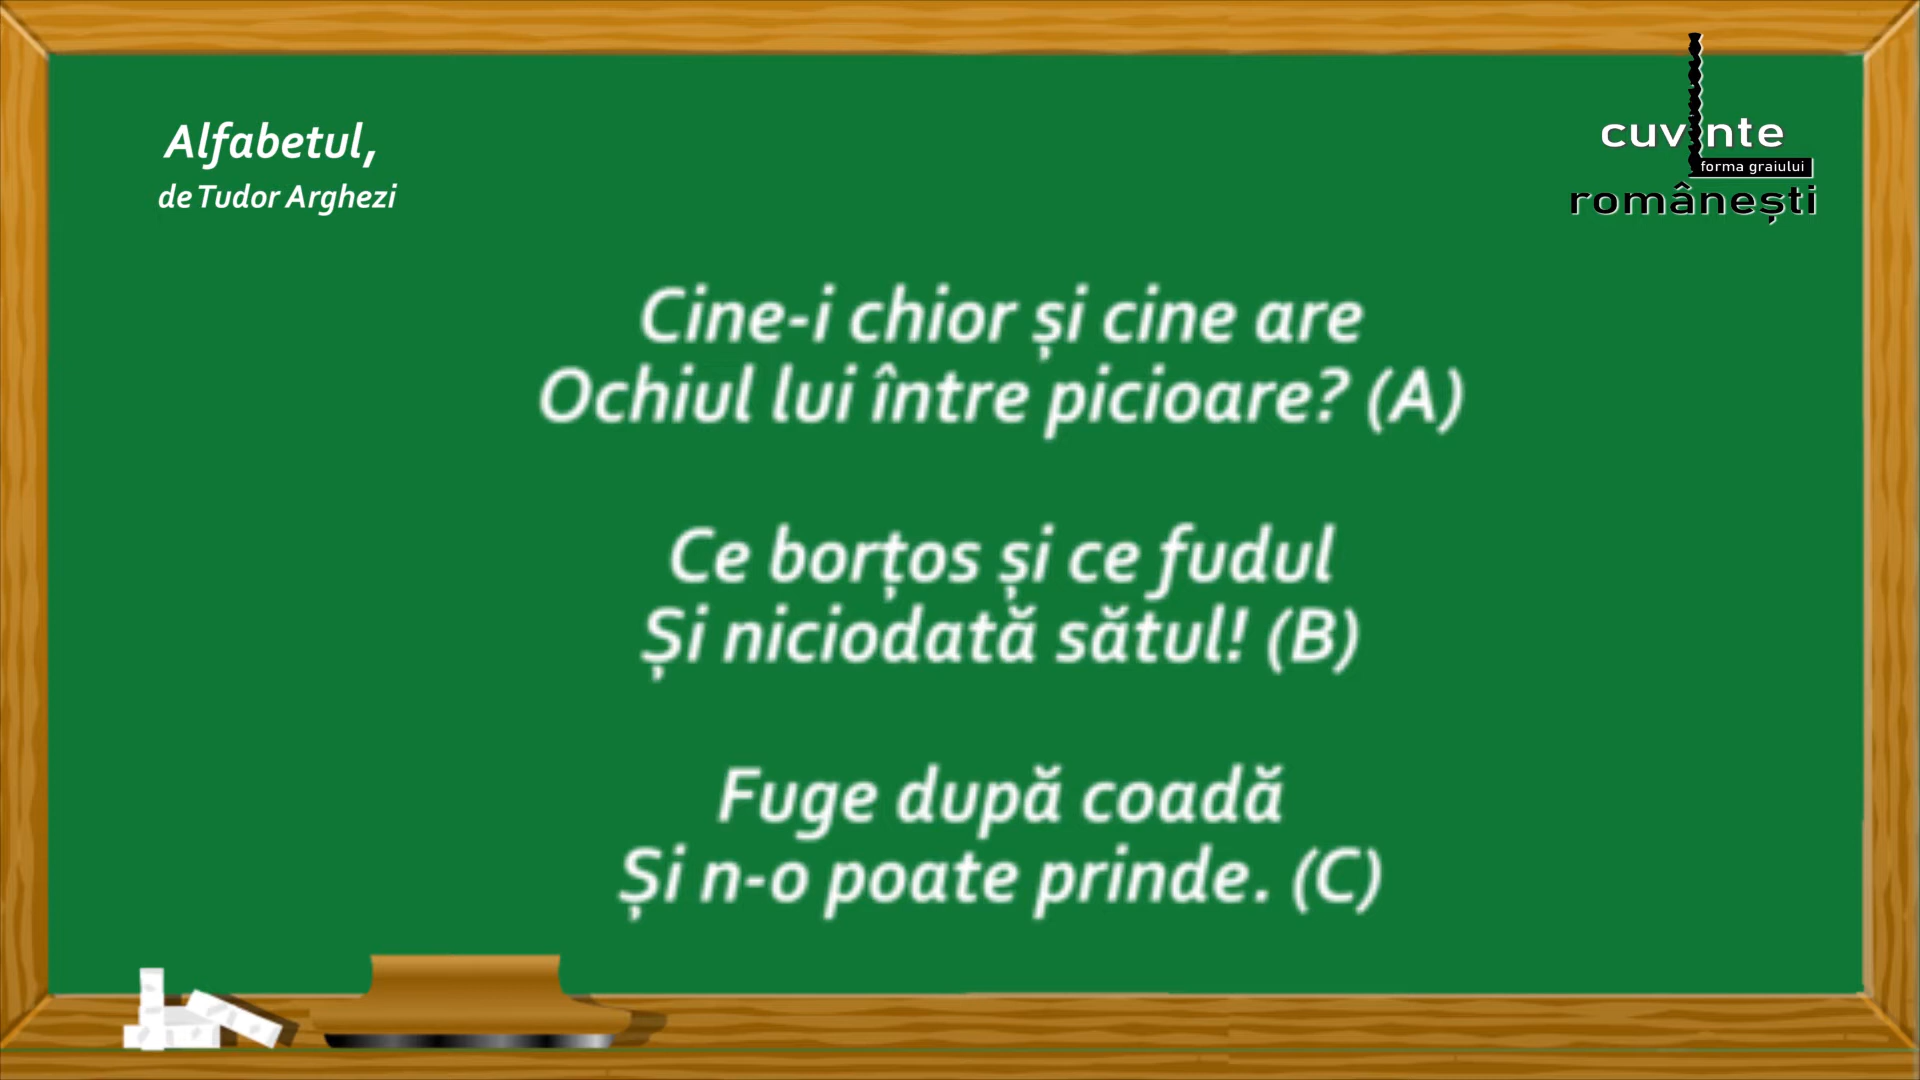 Alfabetul,
de Tudor Arghezi
cuvinte
forma graiului
românești
Cine-i chior și cine are
Ochiul lui între picioare? (A)
Ce borțos și ce fudul
Și niciodată sătul! (B)
Fuge după coadă
Și n-o poate prinde. (C)